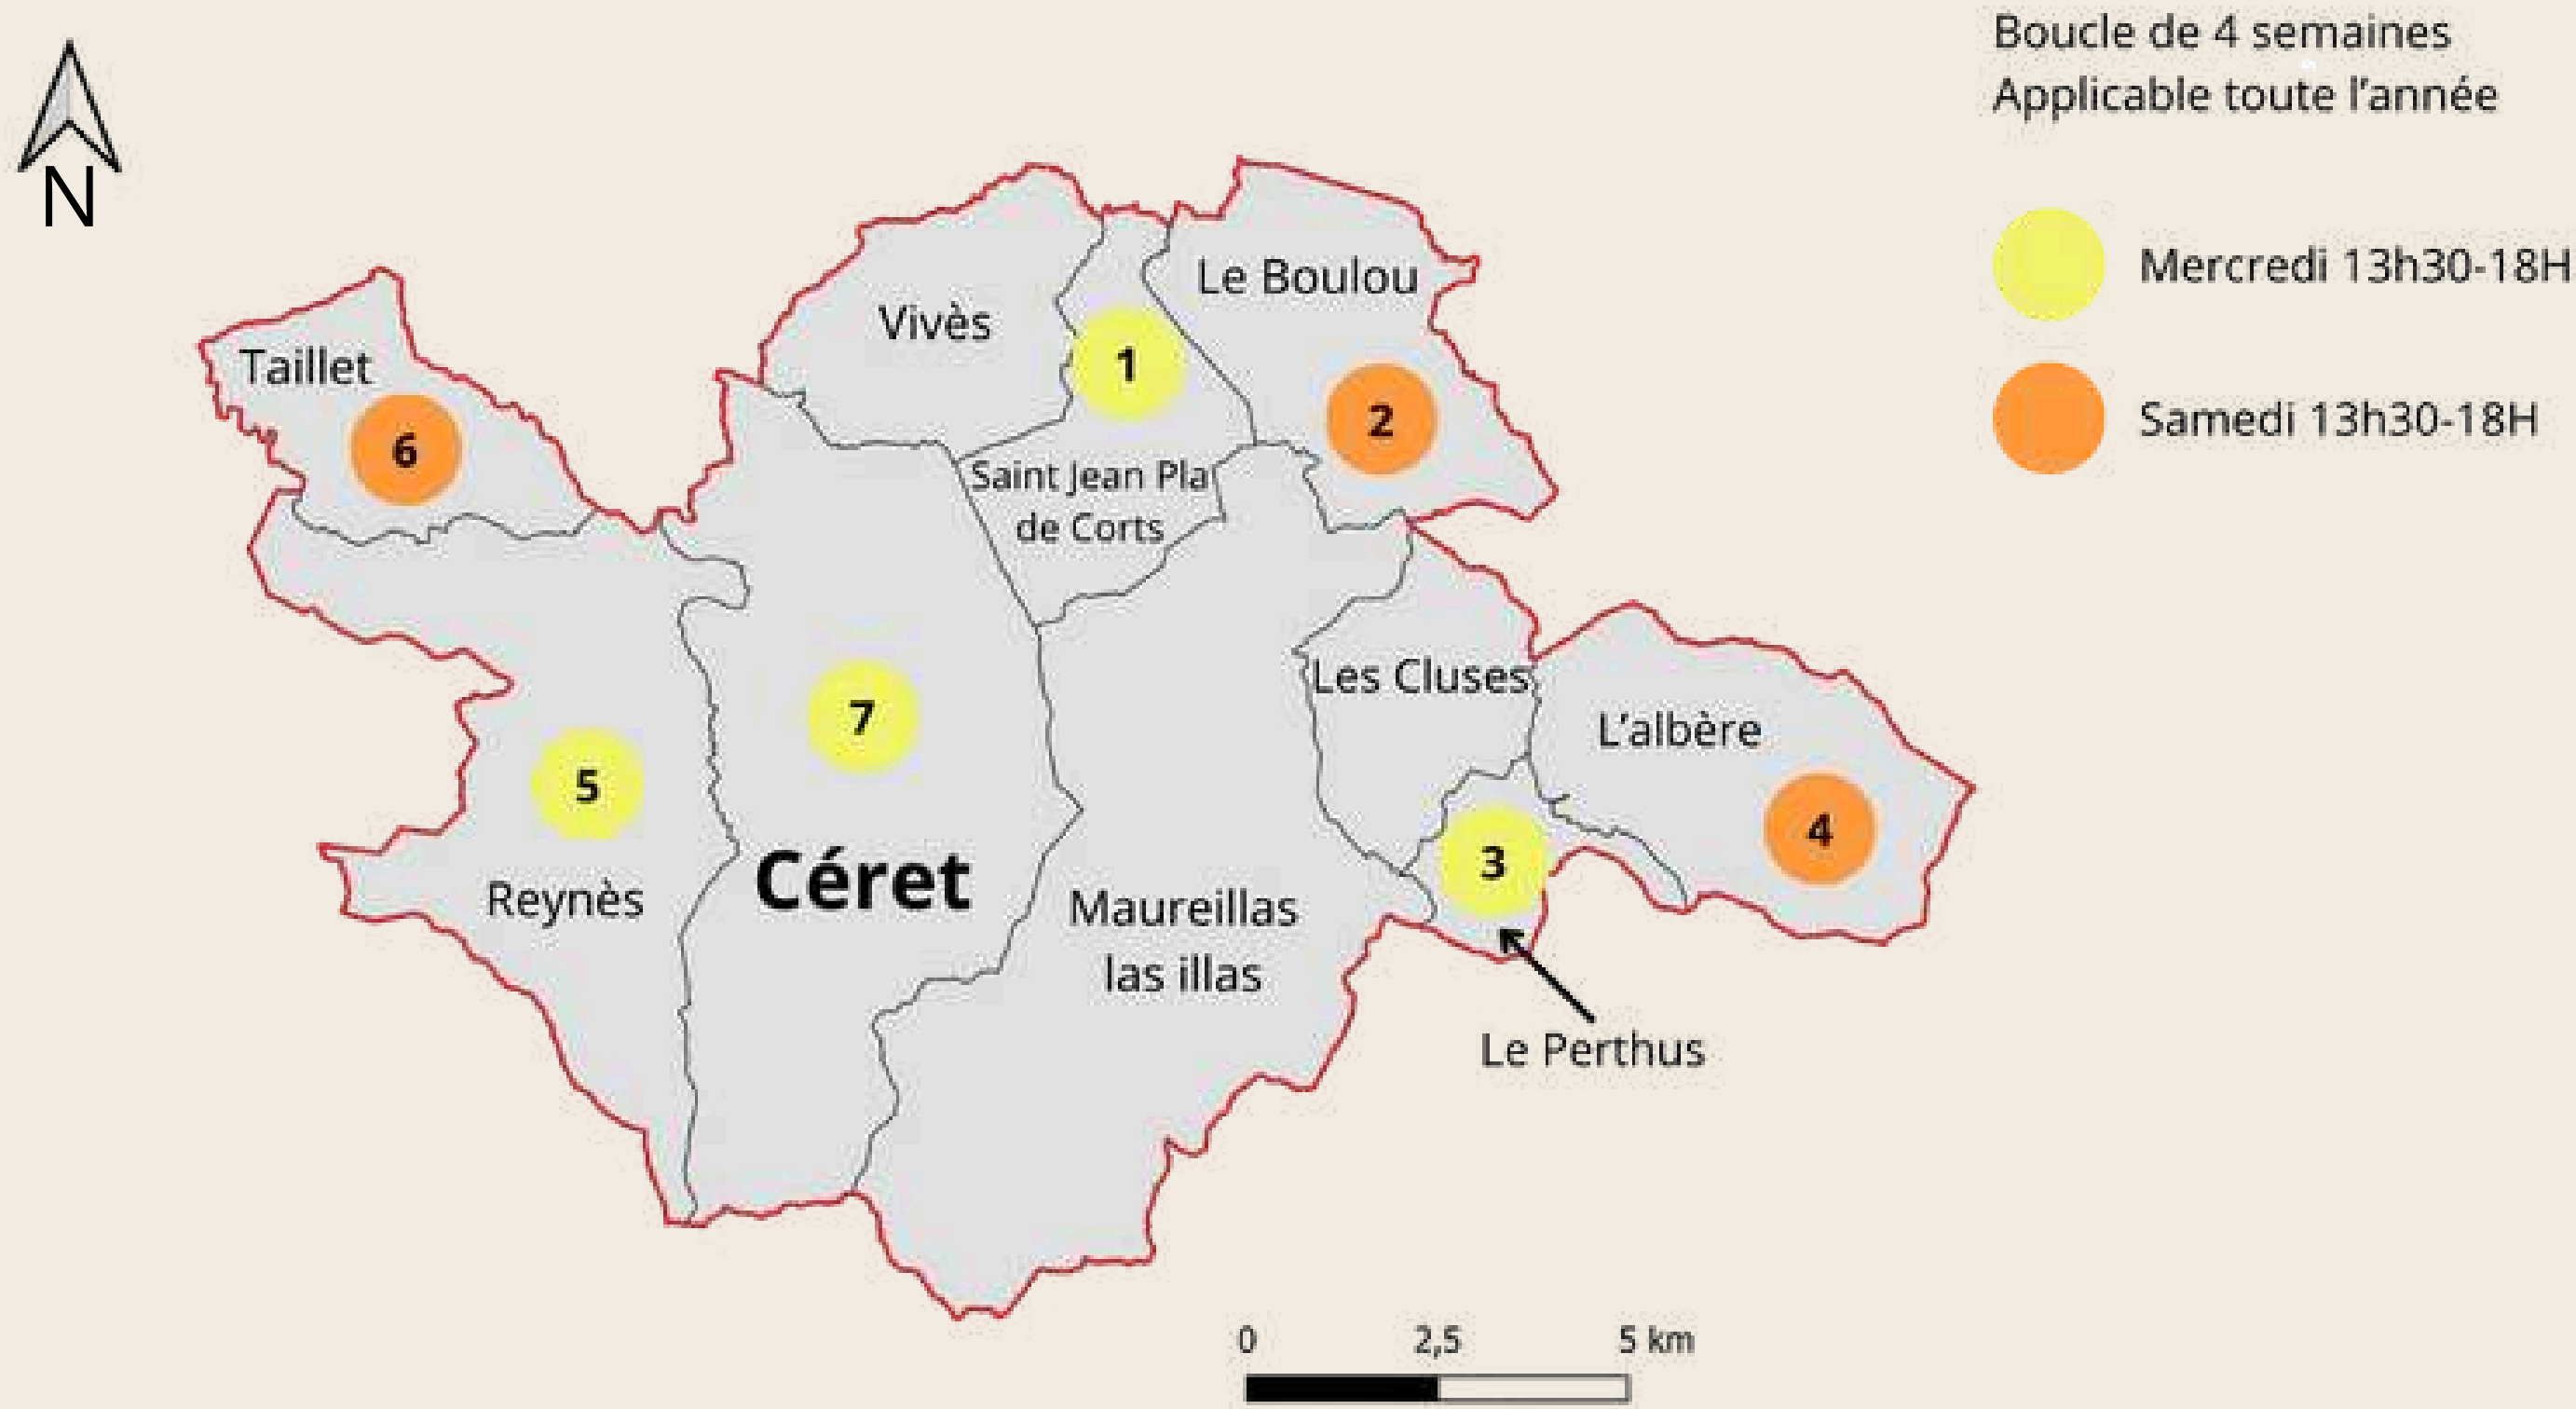 Boucle de 4 semaines
Applicable toute l'année
N
Mercredi 13h30-18H
Samedi 13h30-18H
Le Boulou
Vivès
Taillet
1
2
6
Saint Jean Pla
de Corts
Les Cluses
L'albère
7
5
4
3
Céret
Reynès
Maureillas
las illas
Le Perthus
0 2,5 5 km